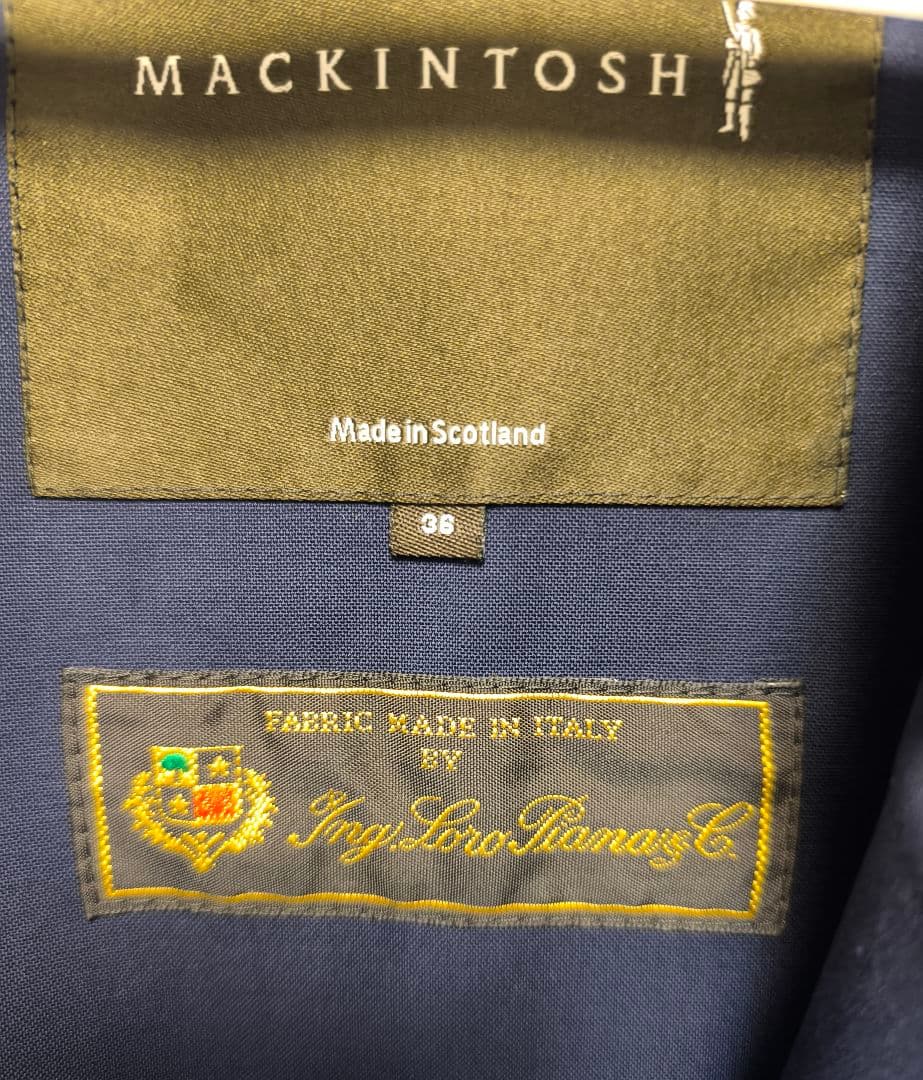 MACKINTOSH
Made in Scotland
36
FABRIC MADE IN ITALY
BY
Ing. Loro Piana & C.